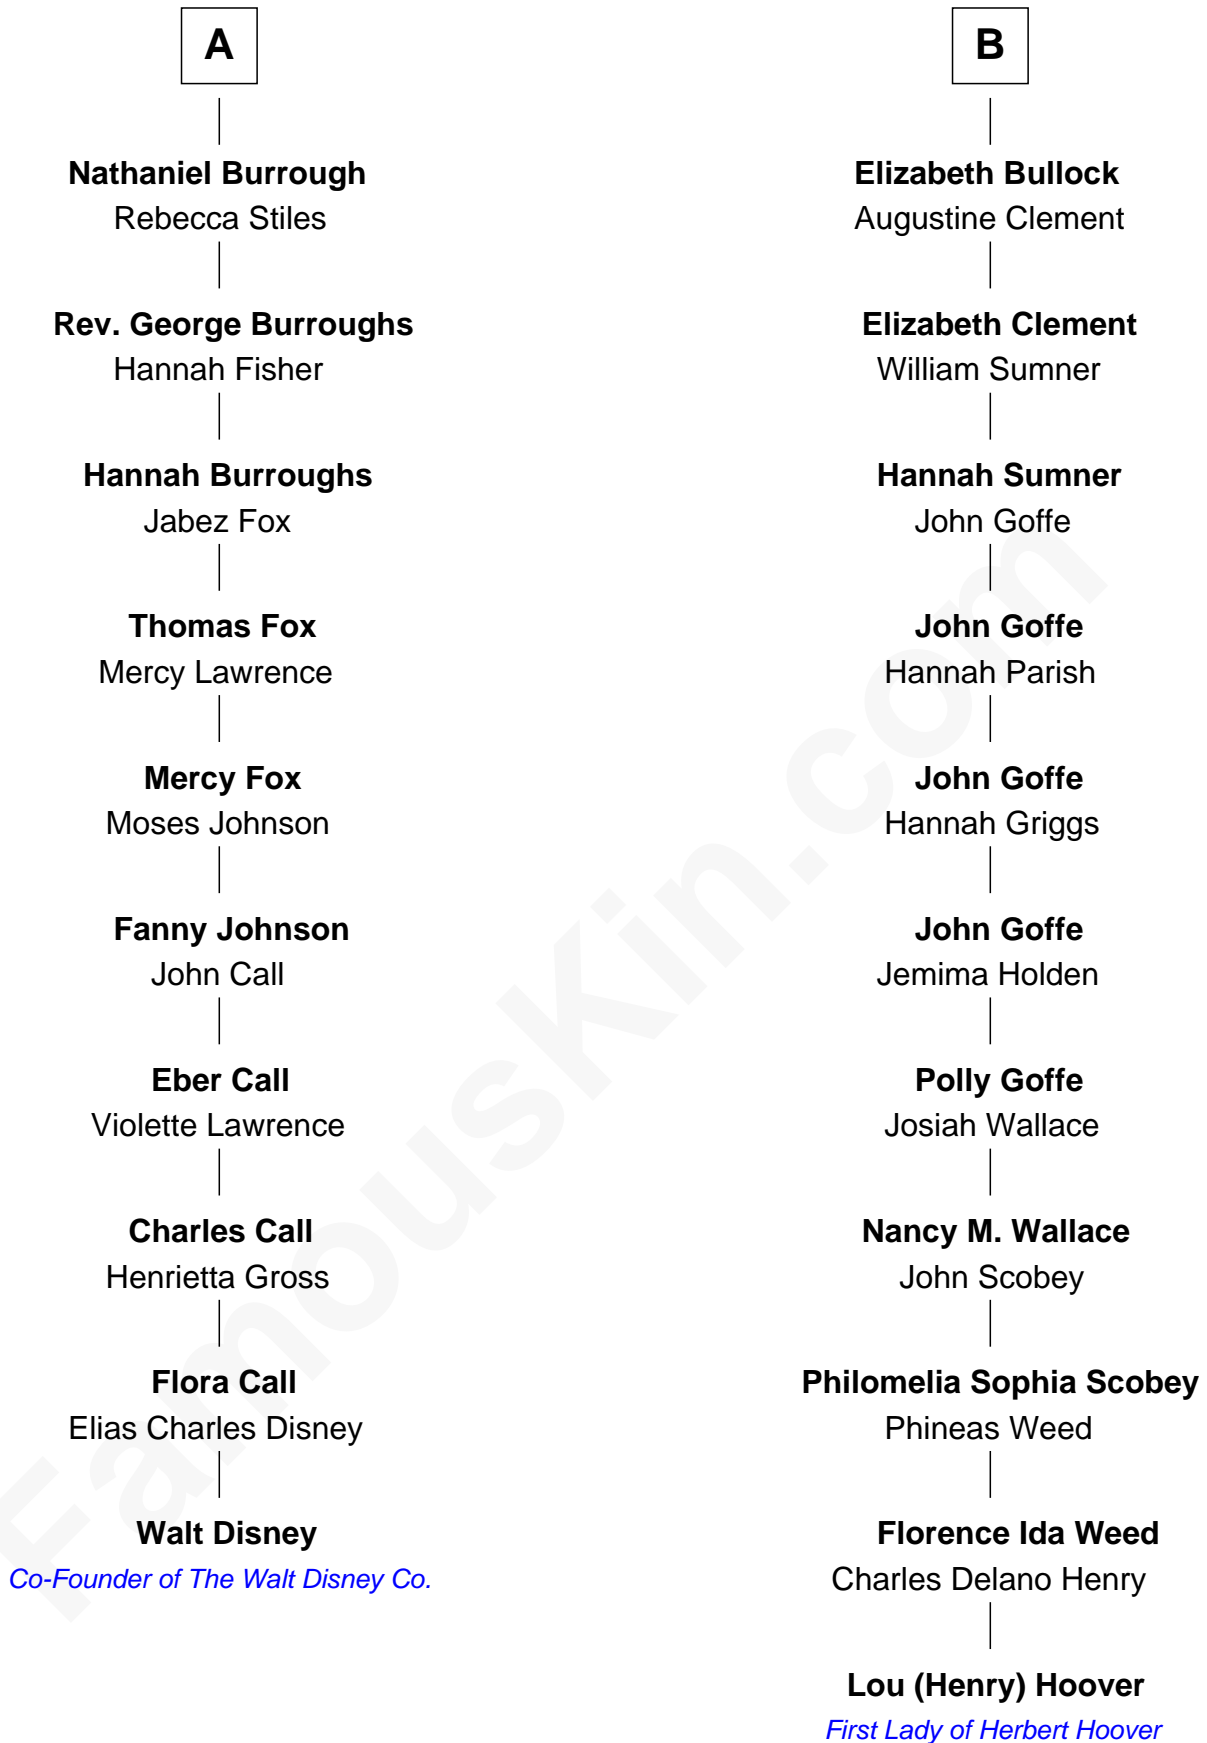 A
Nathaniel Burrough
Rebecca Stiles
Rev. George Burroughs
Hannah Fisher
Hannah Burroughs
Jabez Fox
Thomas Fox
Mercy Lawrence
Mercy Fox
Moses Johnson
Fanny Johnson
John Call
Eber Call
Violette Lawrence
Charles Call
Henrietta Gross
Flora Call
Elias Charles Disney
Walt Disney
Co-Founder of The Walt Disney Co.
B
Elizabeth Bullock
Augustine Clement
Elizabeth Clement
William Sumner
Hannah Sumner
John Goffe
John Goffe
Hannah Parish
John Goffe
Hannah Griggs
John Goffe
Jemima Holden
Polly Goffe
Josiah Wallace
Nancy M. Wallace
John Scobey
Philomelia Sophia Scobey
Phineas Weed
Florence Ida Weed
Charles Delano Henry
Lou (Henry) Hoover
First Lady of Herbert Hoover
FamousKin.com